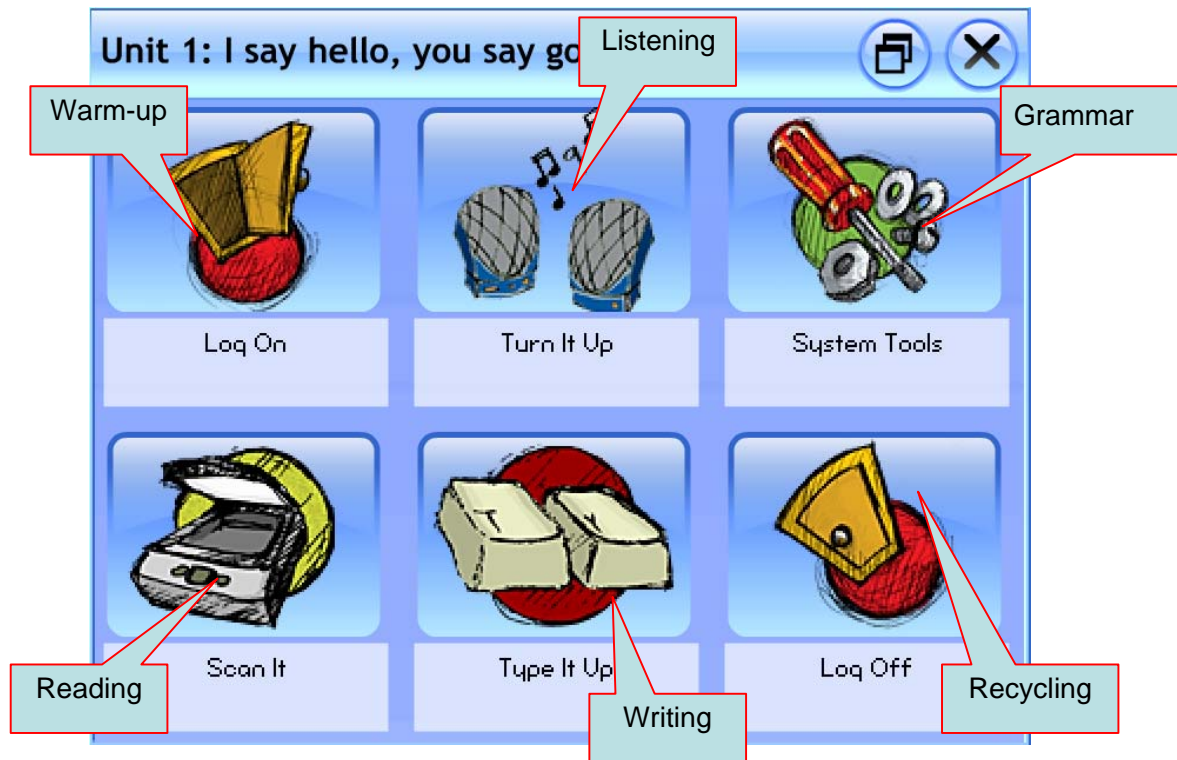 Unit 1: I say hello, you say go
Listening
Warm-up
Grammar
Log On
Turn It Up
System Tools
T
Y
Scan It
Type It Up
Log Off
Reading
Writing
Recycling